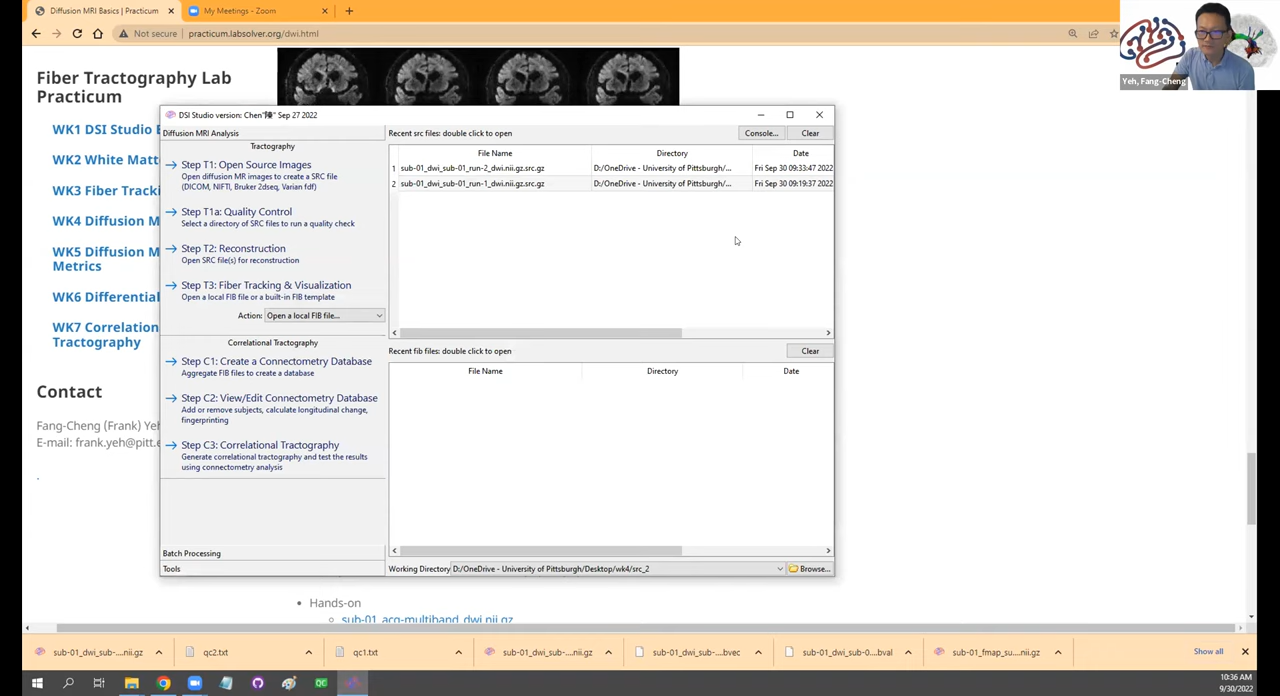 Diffusion MRI Basics | Practicum
My Meetings - Zoom
Not secure
practicum.labsolver.org/dwi.html
Yeh, Fang-Cheng
Fiber Tractography Lab
Practicum
WK1 DSI Studio
WK2 White Matt
WK3 Fiber Tracki
WK4 Diffusion M
WK5 Diffusion M
Metrics
WK6 Differential
WK7 Correlation
Tractography
Contact
Fang-Cheng (Frank) Yeh
E-mail: frank.yeh@pitt.e
.
DSI Studio version: Chen"陳" Sep 27 2022
Diffusion MRI Analysis
Tractography
Step T1: Open Source Images
Open diffusion MR images to create a SRC file
(DICOM, NIFTI, Bruker 2dseq, Varian fdf)
Step T1a: Quality Control
Select a directory of SRC files to run a quality check
Step T2: Reconstruction
Open SRC file(s) for reconstruction
Step T3: Fiber Tracking & Visualization
Open a local FIB file or a built-in FIB template
Action: Open a local FIB file...
Correlational Tractography
Step C1: Create a Connectometry Database
Aggregate FIB files to create a database
Step C2: View/Edit Connectometry Database
Add or remove subjects, calculate longitudinal change,
fingerprinting
Step C3: Correlational Tractography
Generate correlational tractography and test the results
using connectometry analysis
Batch Processing
Tools
Recent src files: double click to open
Console...
Clear
File Name Directory Date
1 sub-01_dwi_sub-01_run-2_dwi.nii.gz.src.gz D:/OneDrive - University of Pittsburgh/... Fri Sep 30 09:33:47 2022
2 sub-01_dwi_sub-01_run-1_dwi.nii.gz.src.gz D:/OneDrive - University of Pittsburgh/... Fri Sep 30 09:19:37 2022
Recent fib files: double click to open
Clear
File Name Directory Date
Working Directory D:/OneDrive - University of Pittsburgh/Desktop/wk4/src_2
Browse...
• Hands-on
sub-01_acq-multiband_dwi.nii.gz
sub-01_dwi_sub-....nii.gz
qc2.txt
qc1.txt
sub-01_dwi_sub-....nii.gz
sub-01_dwi_sub-....bvec
sub-01_dwi_sub-0....bval
sub-01_fmap_su....nii.gz
Show all
10:36 AM
9/30/2022